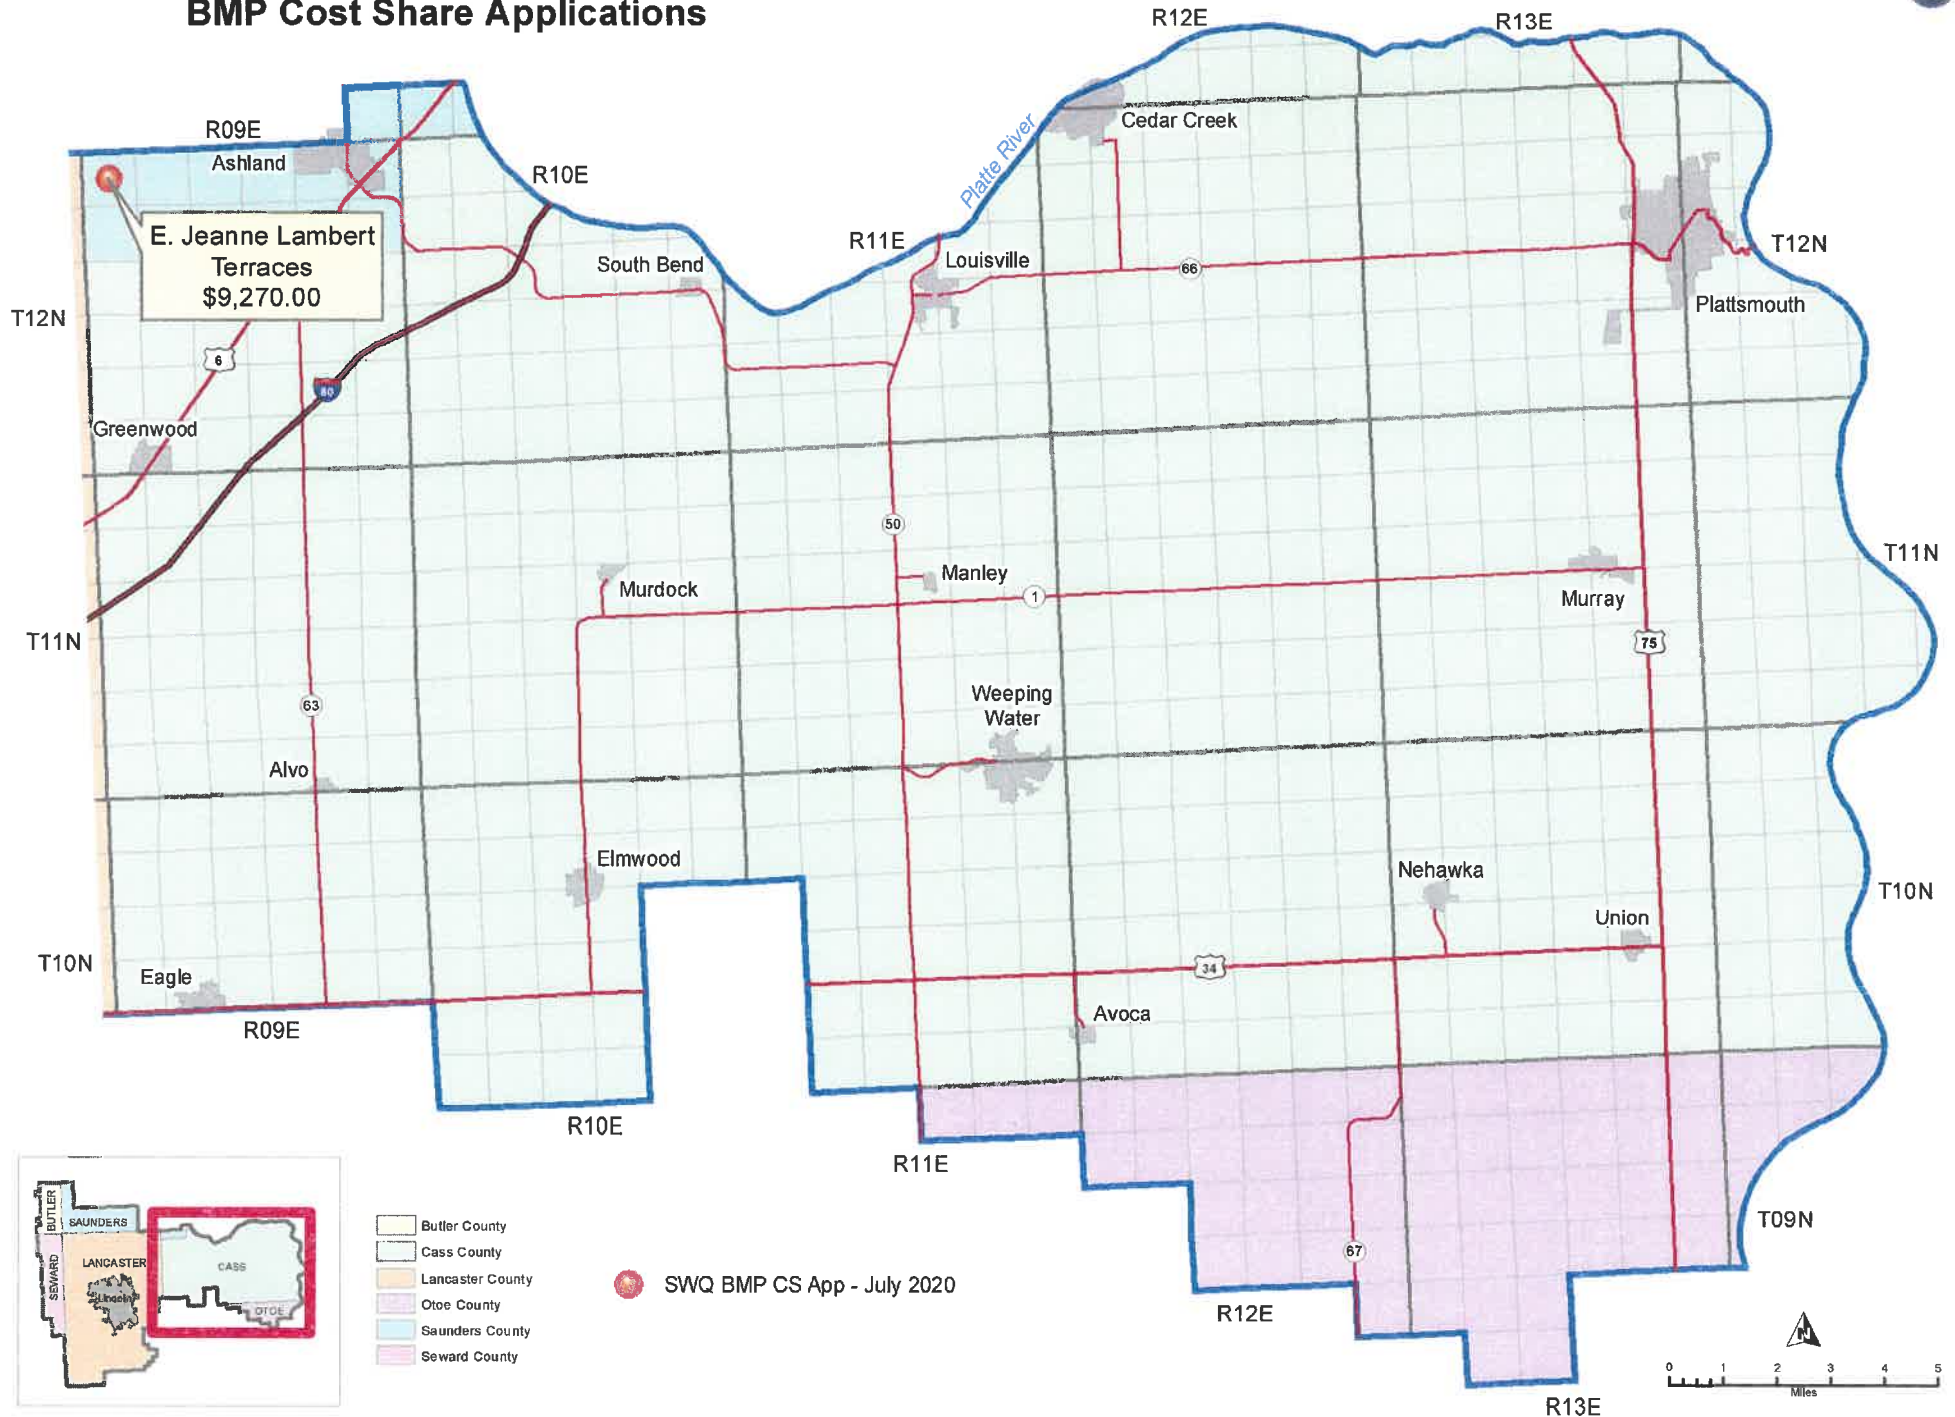 BMP Cost Share Applications
R12E
R13E
R09E
Ashland
Cedar Creek
Platte River
R10E
E. Jeanne Lambert
Terraces
$9,270.00
R11E
Louisville
South Bend
66
T12N
Plattsmouth
T12N
6
80
Greenwood
50
T11N
Murdock
Manley
1
Murray
T11N
75
63
Weeping
Water
Alvo
Elmwood
Nehawka
T10N
Union
T10N
Eagle
34
R09E
Avoca
R10E
R11E
T09N
67
R12E
R13E
BUTLER
SAUNDERS
SEWARD
LANCASTER
Lincoln
CASS
OTOE
Butler County
Cass County
Lancaster County
Otoe County
Saunders County
Seward County
SWQ BMP CS App - July 2020
N
0 1 2 3 4 5
Miles